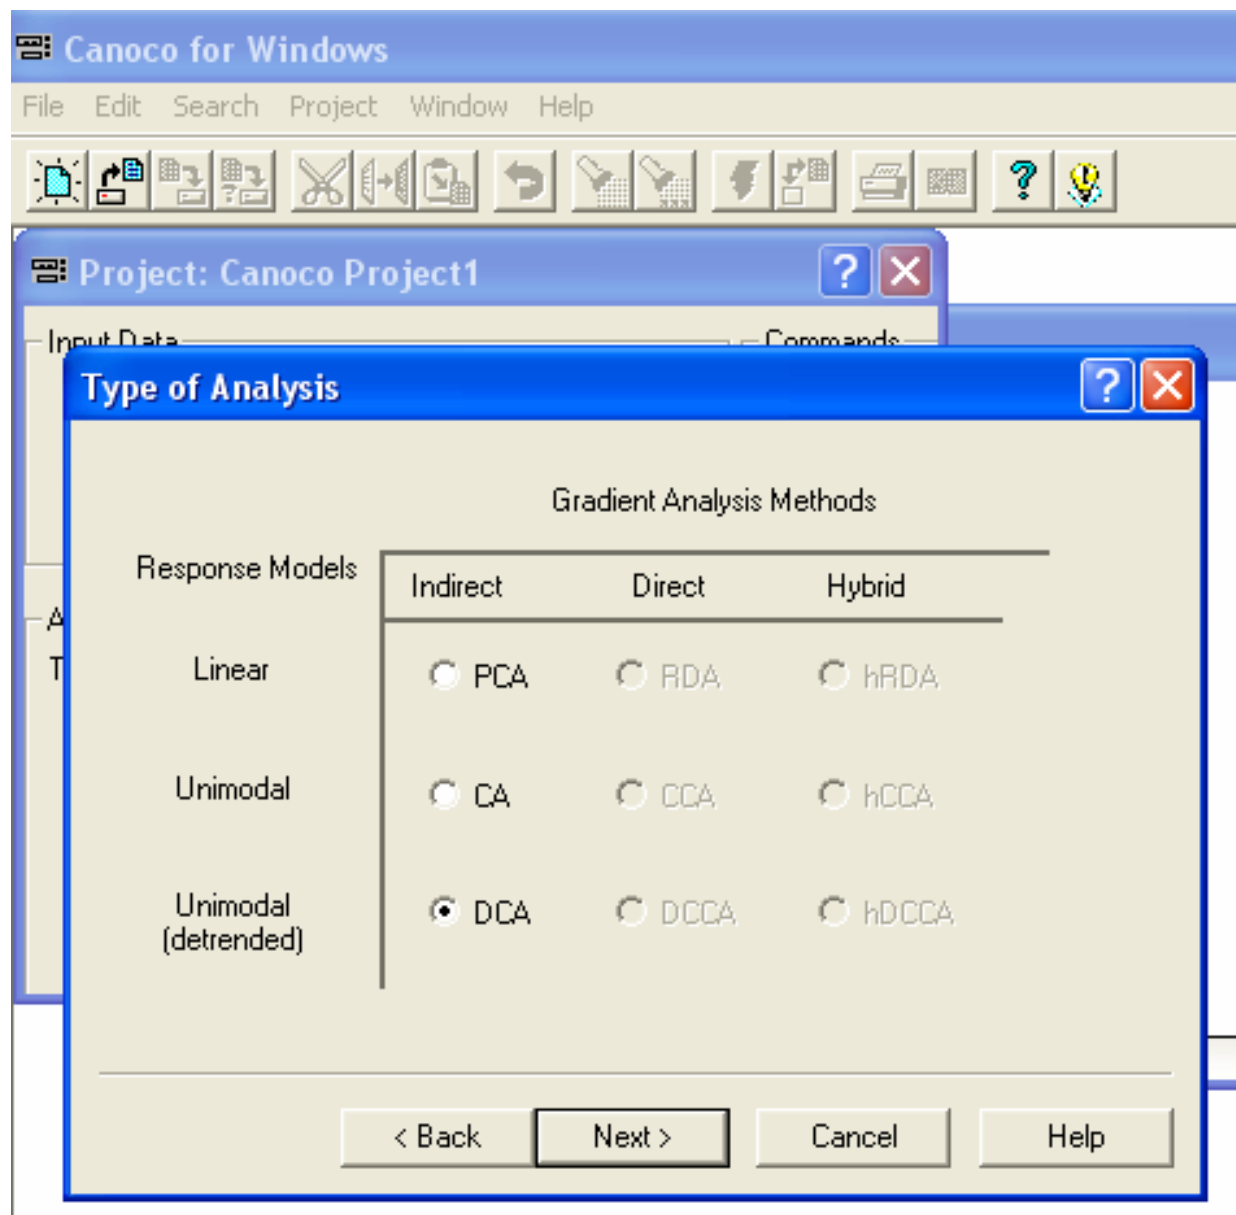 Canoco for Windows
File Edit Search Project Window Help
Project: Canoco Project1
Input Data Commands
Type of Analysis
Gradient Analysis Methods
Response Models
Indirect Direct Hybrid
Linear PCA RDA hRDA
Unimodal CA CCA hCCA
Unimodal
(detrended) DCA DCCA hDCCA
< Back Next > Cancel Help